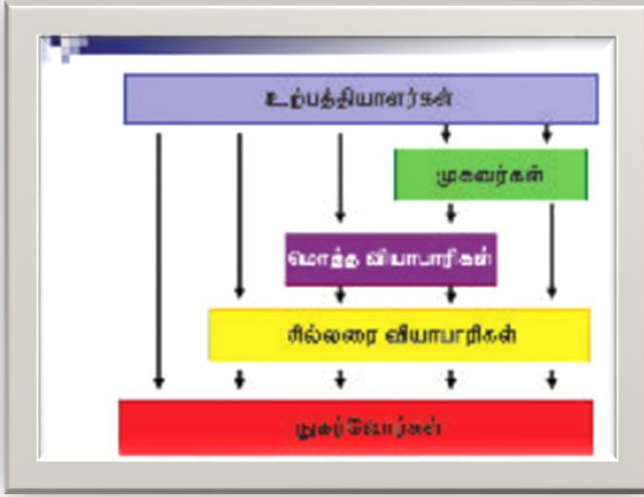 உற்பத்தியாளர்கள்
முகவர்கள்
மொத்த வியாபாரிகள்
சில்லரை வியாபாரிகள்
நுகர்வோர்கள்